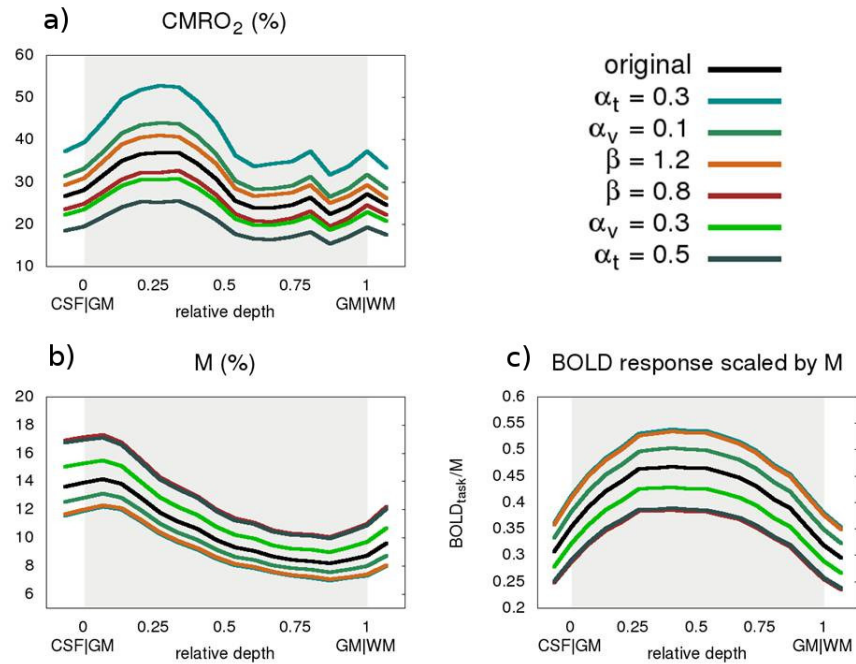 a)
CMRO₂ (%)
60
50
40
30
20
10
0
0.25
0.5
0.75
1
CSF|GM
relative depth
GM|WM
original
αt = 0.3
αv = 0.1
β = 1.2
β = 0.8
αv = 0.3
αt = 0.5
b)
M (%)
20
18
16
14
12
10
8
6
0
0.25
0.5
0.75
1
CSF|GM
relative depth
GM|WM
c)
BOLD response scaled by M
BOLDtask/M
0.6
0.55
0.5
0.45
0.4
0.35
0.3
0.25
0.2
0
0.25
0.5
0.75
1
CSF|GM
relative depth
GM|WM